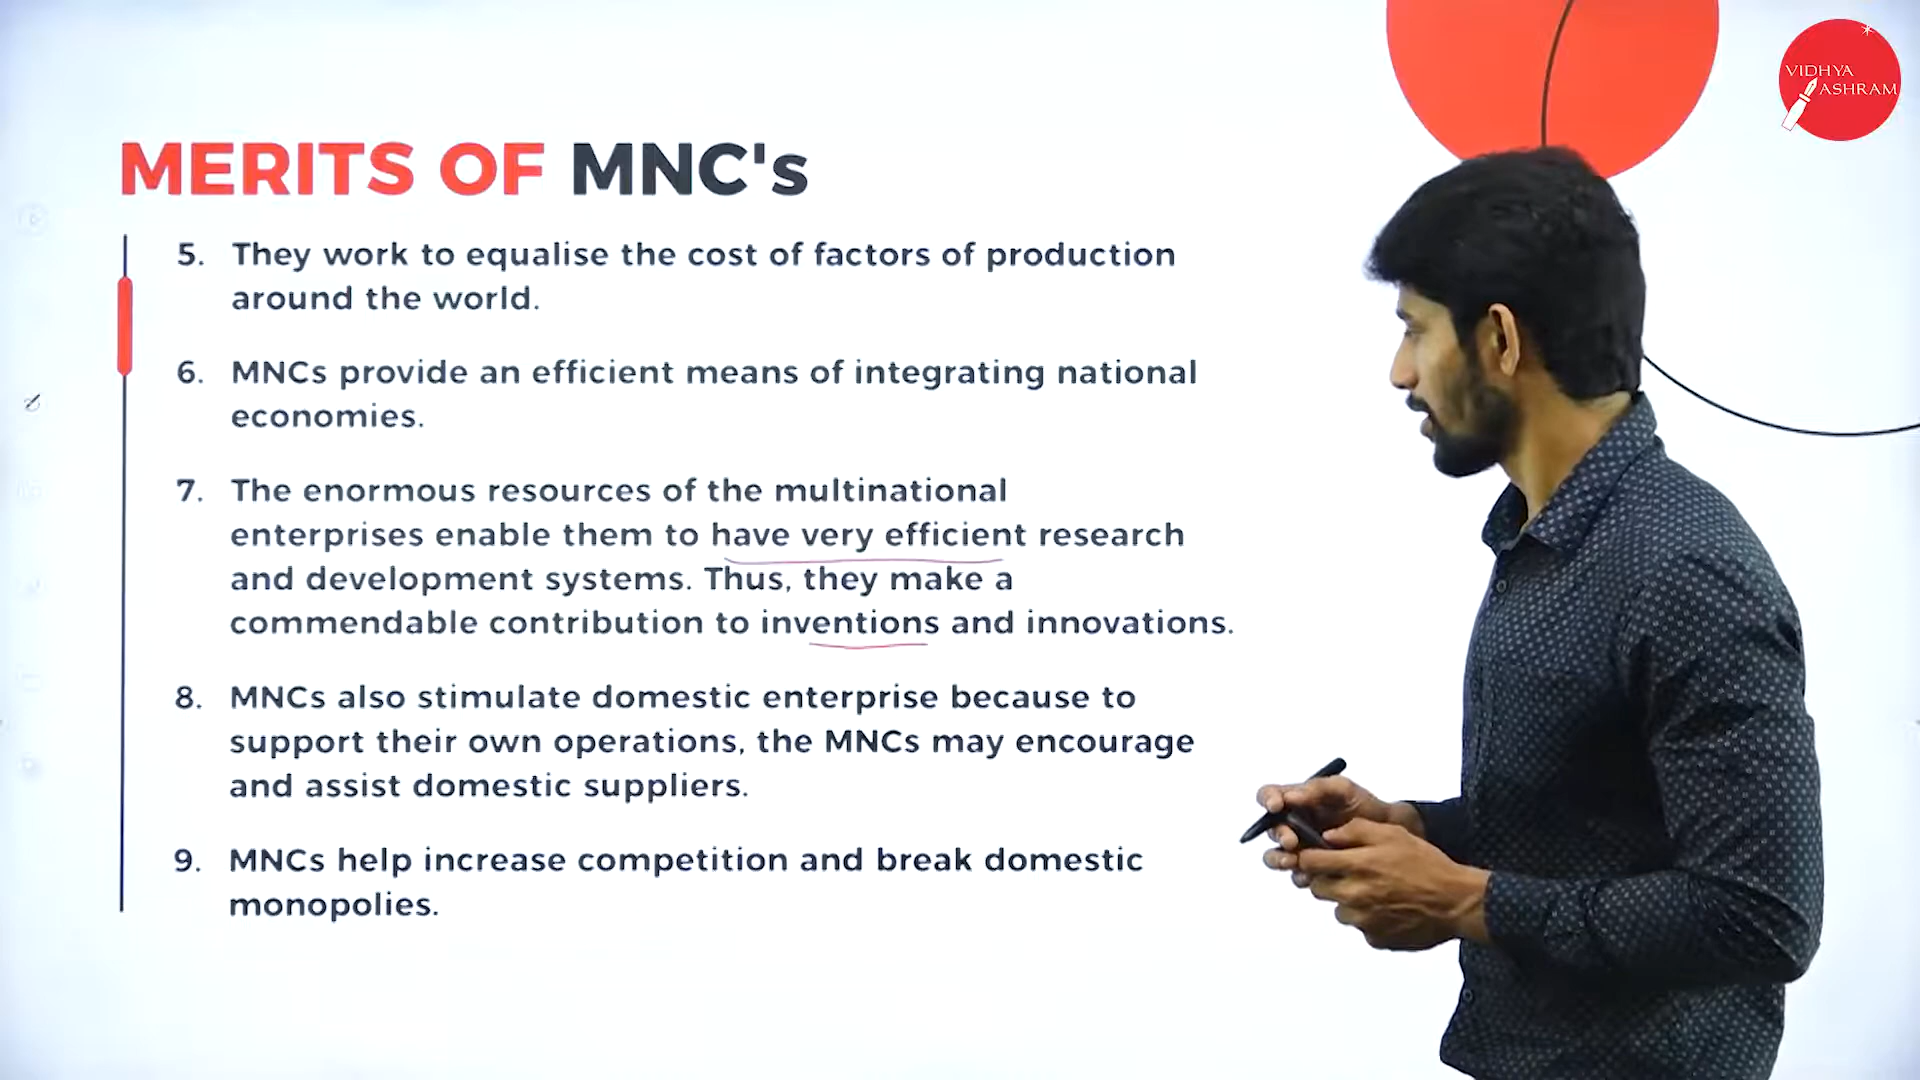 VIDHYA
ASHRAM
MERITS OF MNC's
5. They work to equalise the cost of factors of production
around the world.
6. MNCs provide an efficient means of integrating national
economies.
7. The enormous resources of the multinational
enterprises enable them to have very efficient research
and development systems. Thus, they make a
commendable contribution to inventions and innovations.
8. MNCs also stimulate domestic enterprise because to
support their own operations, the MNCs may encourage
and assist domestic suppliers.
9. MNCs help increase competition and break domestic
monopolies.